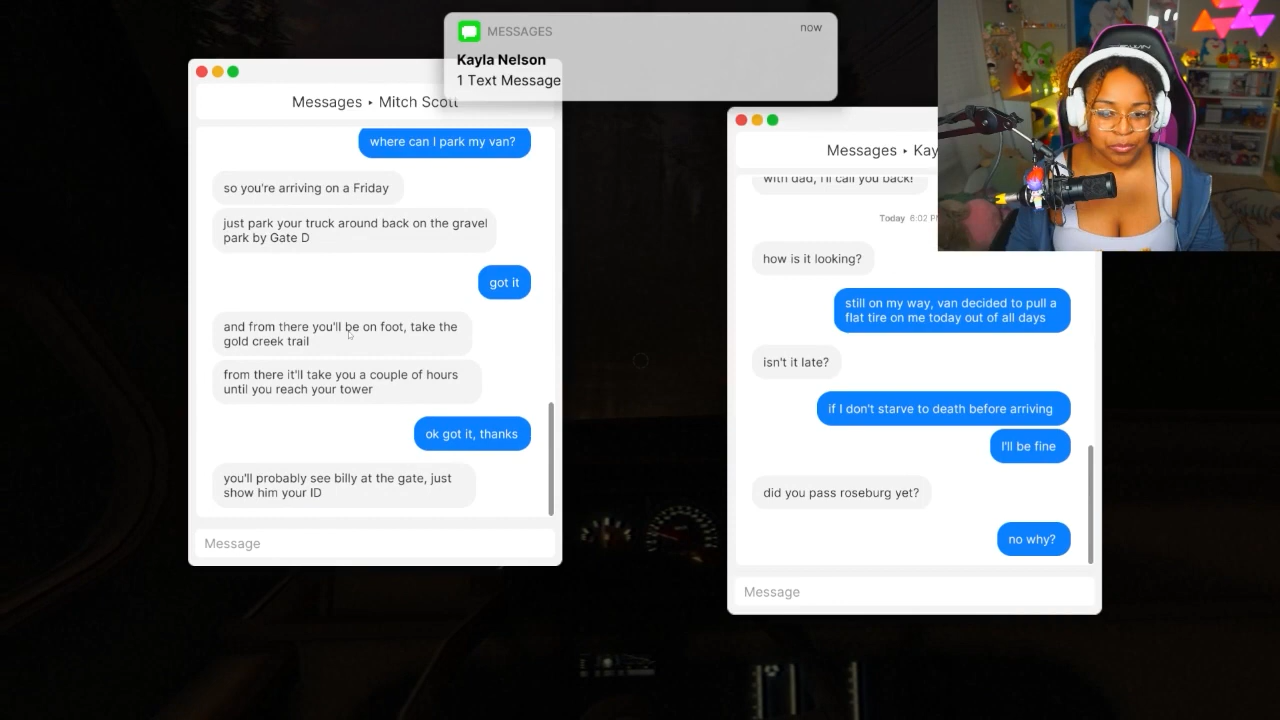 MESSAGES
now
Kayla Nelson
1 Text Message
Messages ▸ Mitch Scott
where can I park my van?
so you're arriving on a Friday
just park your truck around back on the gravel
park by Gate D
got it
and from there you'll be on foot, take the
gold creek trail
from there it'll take you a couple of hours
until you reach your tower
ok got it, thanks
you'll probably see billy at the gate, just
show him your ID
Message
Messages ▸ Kay
with dad, I'll call you back!
Today 6:02 PM
how is it looking?
still on my way, van decided to pull a
flat tire on me today out of all days
isn't it late?
if I don't starve to death before arriving
I'll be fine
did you pass roseburg yet?
no why?
Message